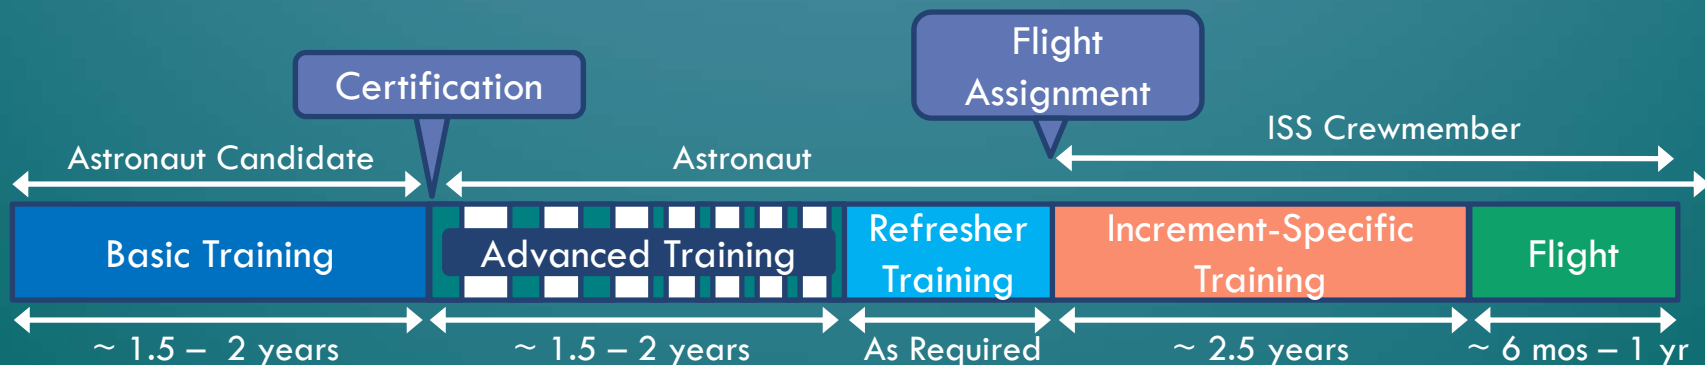 Flight
Assignment
Certification
ISS Crewmember
Astronaut Candidate
Astronaut
Basic Training
Advanced Training
Refresher
Training
Increment-Specific
Training
Flight
~ 1.5 – 2 years
~ 1.5 – 2 years
As Required
~ 2.5 years
~ 6 mos – 1 yr